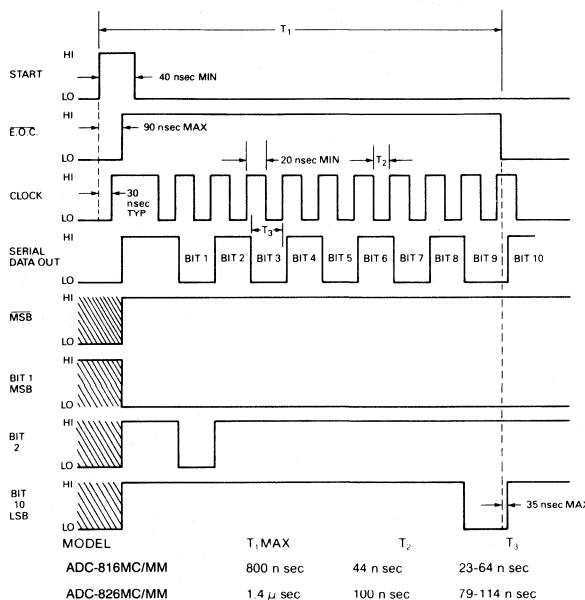 T₁
HI
START
40 nsec MIN
LO
HI
E.O.C.
90 nsec MAX
LO
20 nsec MIN
T₂
HI
CLOCK
30 nsec TYP
LO
T₃
HI
SERIAL DATA OUT
BIT 1 BIT 2 BIT 3 BIT 4 BIT 5 BIT 6 BIT 7 BIT 8 BIT 9 BIT 10
LO
HI
MSB
LO
HI
BIT 1 MSB
LO
HI
BIT 2
LO
HI
BIT 10 LSB
35 nsec MAX
LO
MODEL T₁MAX T₂ T₃
ADC-816MC/MM 800 n sec 44 n sec 23-64 n sec
ADC-826MC/MM 1.4 μ sec 100 n sec 79-114 n sec